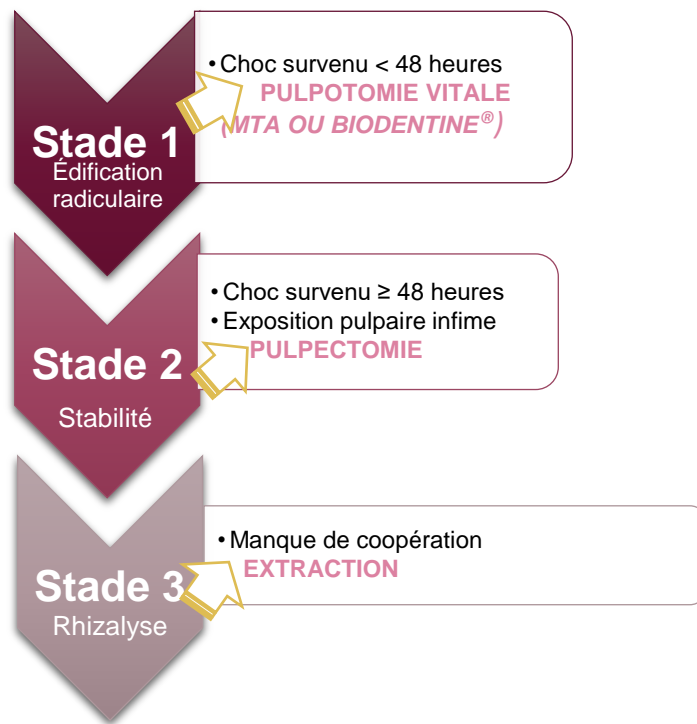 Stade 1
Édification
radiculaire
• Choc survenu < 48 heures
PULPOTOMIE VITALE
(MTA OU BIODENTINE®)
Stade 2
Stabilité
• Choc survenu ≥ 48 heures
• Exposition pulpaire infime
PULPECTOMIE
Stade 3
Rhizalyse
• Manque de coopération
EXTRACTION